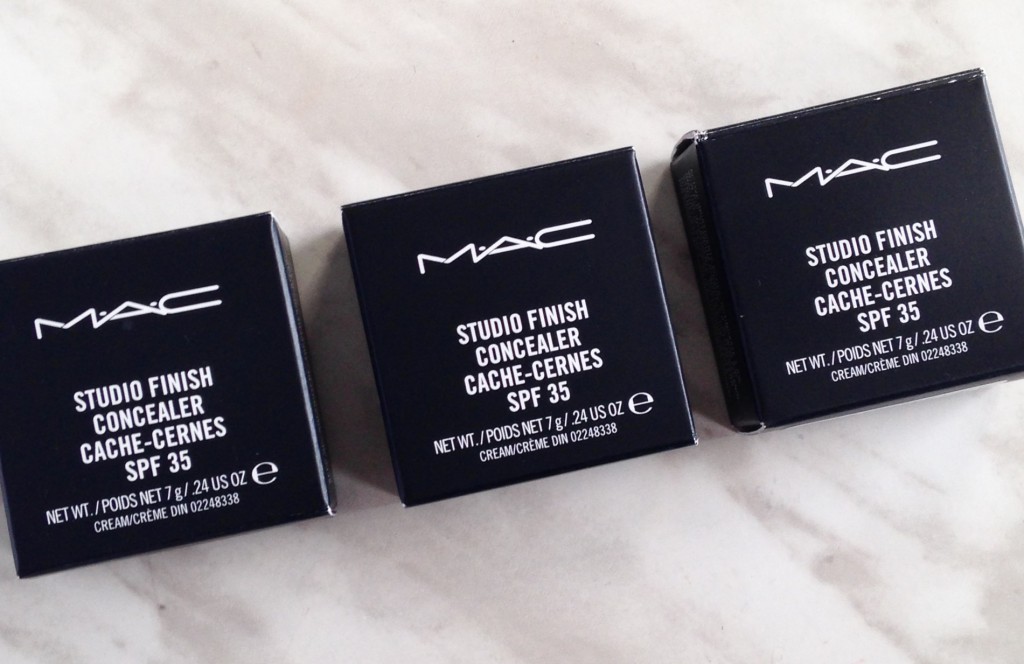 M·A·C
STUDIO FINISH
CONCEALER
CACHE-CERNES
SPF 35
NET WT./POIDS NET 7 g/.24 US OZ ℮
CREAM/CRÈME DIN 02248338
M·A·C
STUDIO FINISH
CONCEALER
CACHE-CERNES
SPF 35
NET WT./POIDS NET 7 g/.24 US OZ ℮
CREAM/CRÈME DIN 02248338
M·A·C
STUDIO FINISH
CONCEALER
CACHE-CERNES
SPF 35
NET WT./POIDS NET 7 g/.24 US OZ ℮
CREAM/CRÈME DIN 02248338